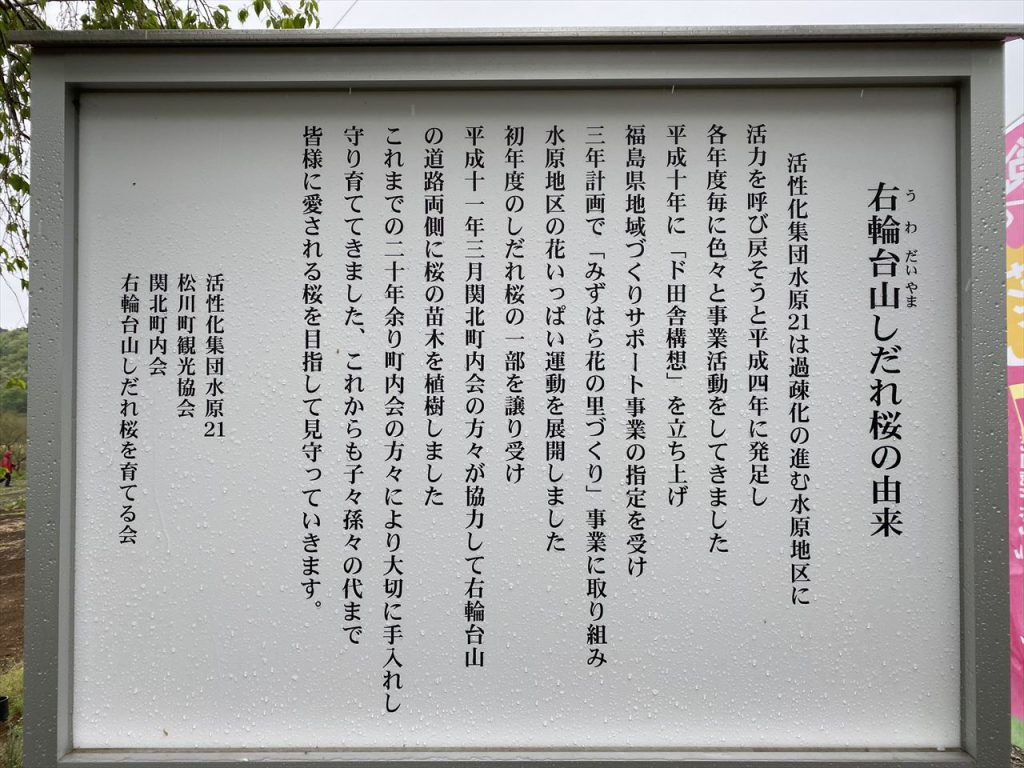 右輪台山しだれ桜の由来
うわだいやま
活性化集団水原21は過疎化の進む水原地区に
活力を呼び戻そうと平成四年に発足し
各年度毎に色々と事業活動をしてきました
平成十年に「ド田舎構想」を立ち上げ
福島県地域づくりサポート事業の指定を受け
三年計画で「みずはら花の里づくり」事業に取り組み
水原地区の花いっぱい運動を展開しました
初年度のしだれ桜の一部を譲り受け
平成十一年三月関北町内会の方々が協力して右輪台山
の道路両側に桜の苗木を植樹しました
これまでの二十年余り町内会の方々により大切に手入れし
守り育ててきました、これからも子々孫々の代まで
皆様に愛される桜を目指して見守っていきます。
活性化集団水原21
松川町観光協会
関北町内会
右輪台山しだれ桜を育てる会